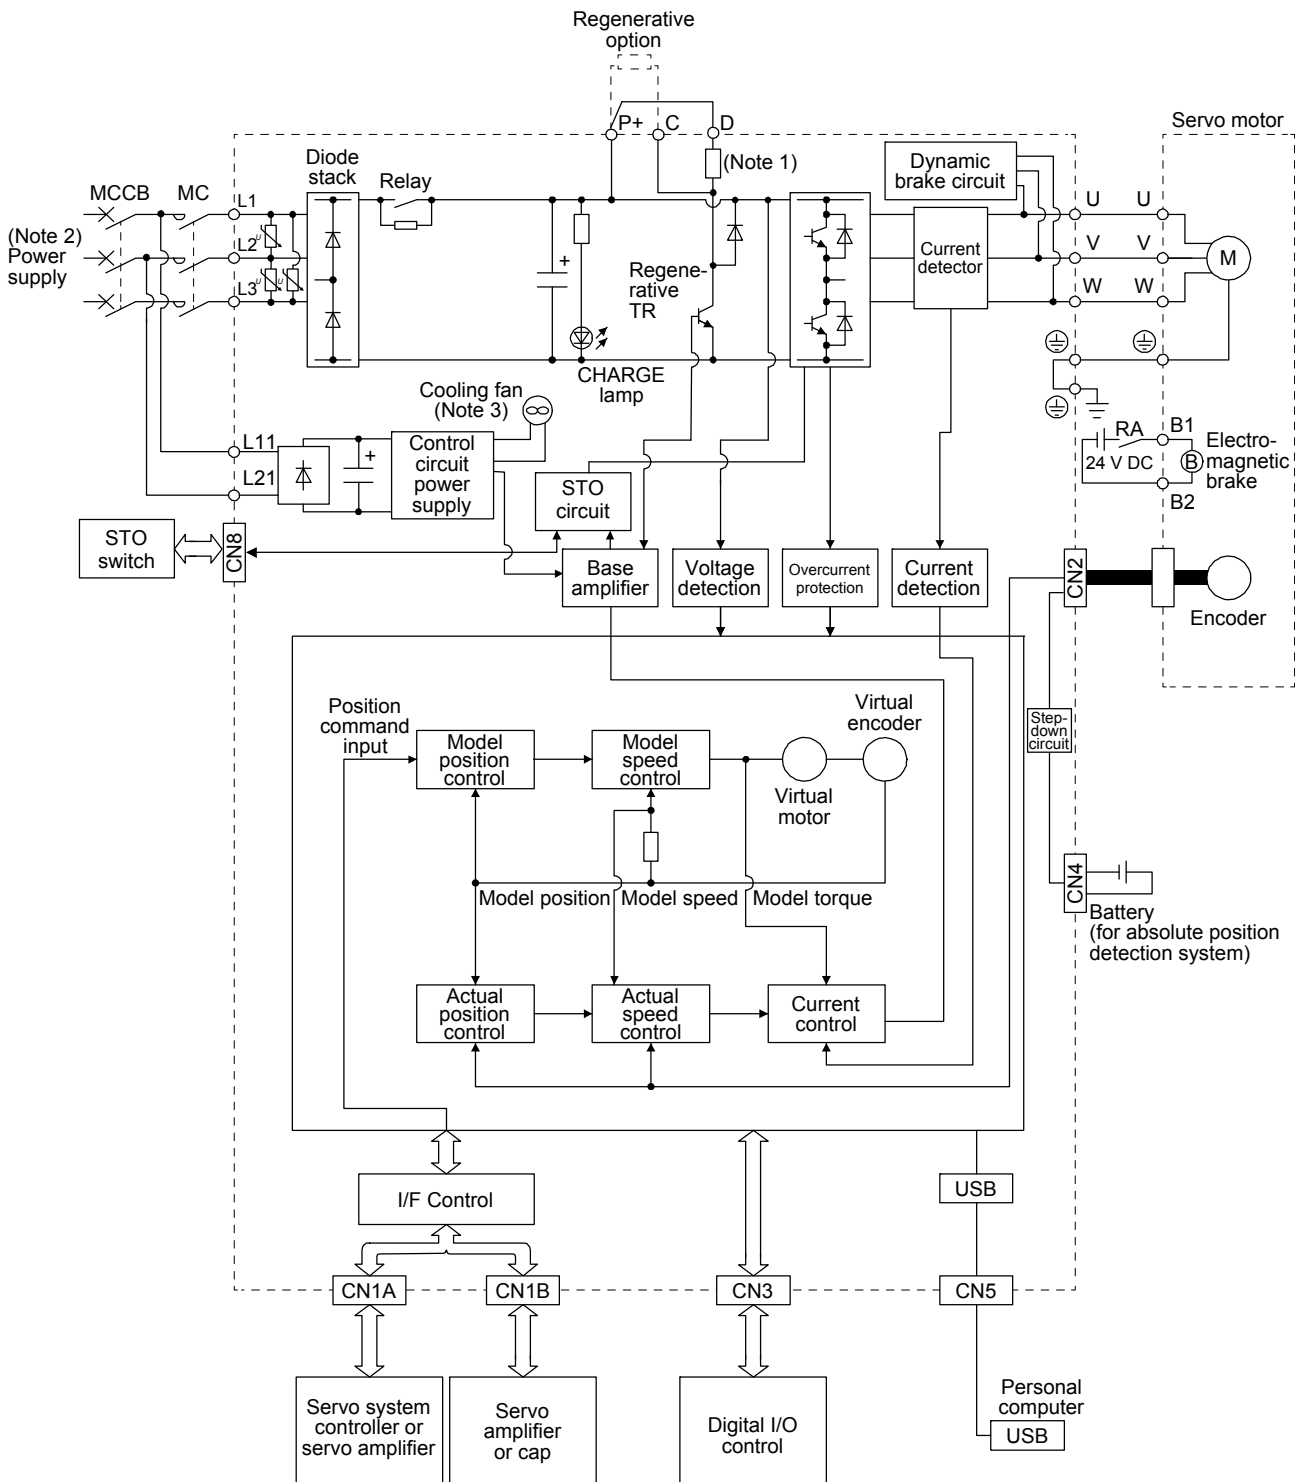 Regenerative
option
P+
C
D
Servo motor
(Note 1)
Diode
stack
Relay
Dynamic
brake circuit
MCCB
MC
L1
U
U
(Note 2)
Power
supply
L2
L3
U
U
U
+
Regene-
rative
TR
Current
detector
V
V
M
W
W
CHARGE
lamp
Cooling fan
(Note 3)
L11
L21
+
Control
circuit
power
supply
STO
circuit
RA
24 V DC
B1
B
B2
Electro-
magnetic
brake
STO
switch
CN8
Base
amplifier
Voltage
detection
Overcurrent
protection
Current
detection
CN2
Encoder
Position
command
input
Model
position
control
Model
speed
control
Virtual
encoder
Virtual
motor
Step-
down
circuit
Model position
Model speed
Model torque
CN4
Battery
(for absolute position
detection system)
Actual
position
control
Actual
speed
control
Current
control
I/F Control
USB
CN1A
CN1B
CN3
CN5
Servo system
controller or
servo amplifier
Servo
amplifier
or cap
Digital I/O
control
Personal
computer
USB